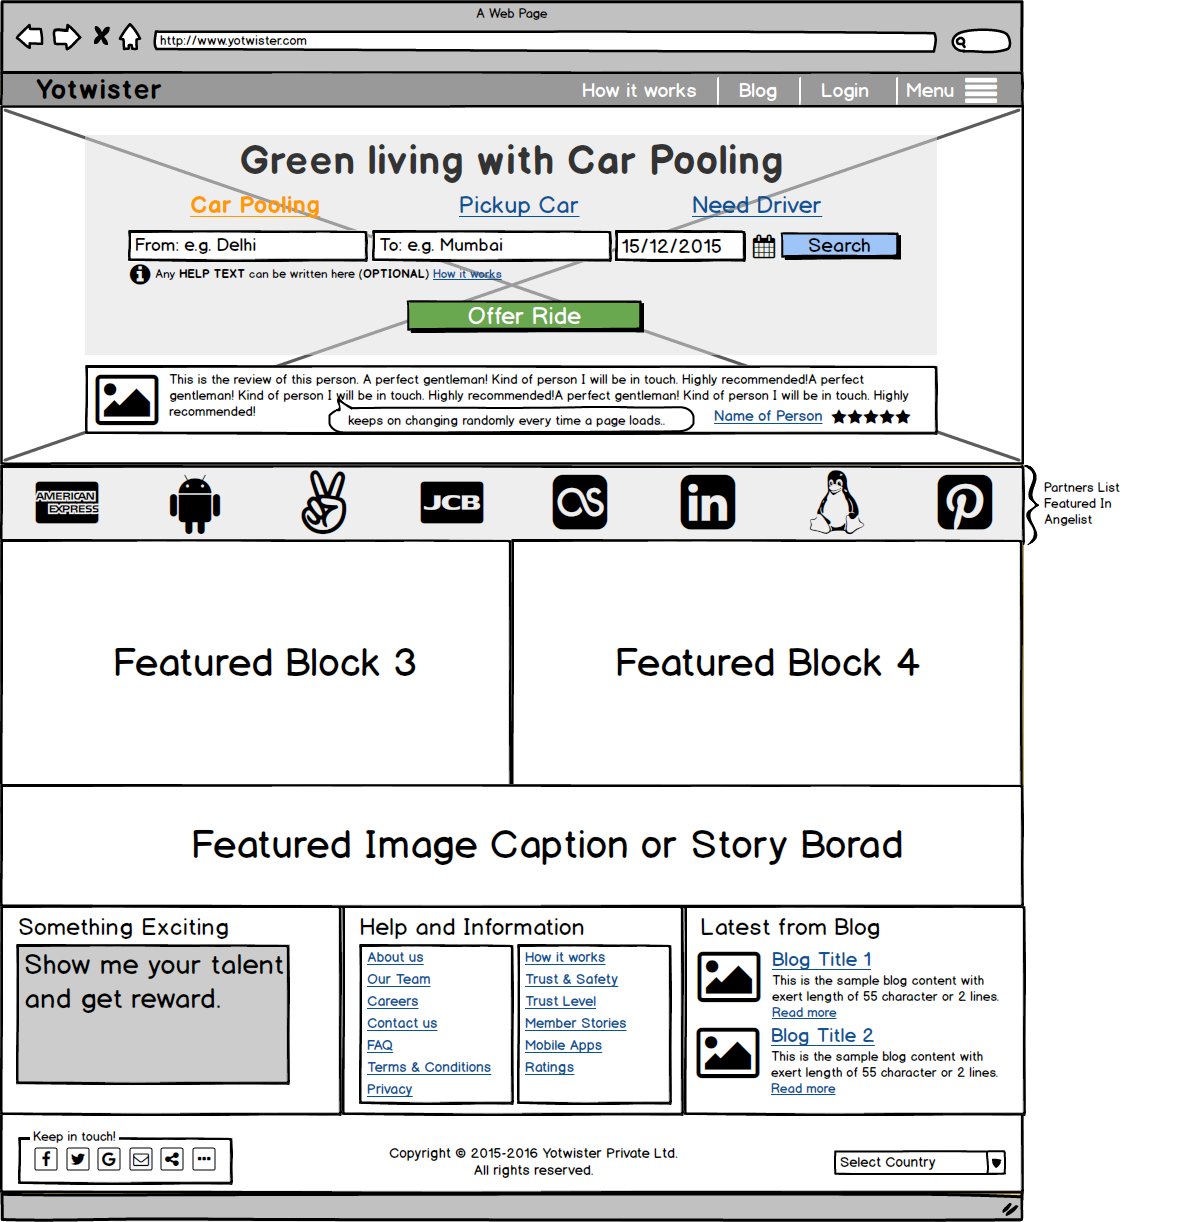 A Web Page
http://www.yotwister.com
Yotwister
How it works
Blog
Login
Menu
Green living with Car Pooling
Car Pooling
Pickup Car
Need Driver
From: e.g. Delhi
To: e.g. Mumbai
15/12/2015
Search
Any HELP TEXT can be written here (OPTIONAL) How it works
Offer Ride
This is the review of this person. A perfect gentleman! Kind of person I will be in touch. Highly recommended!A perfect
gentleman! Kind of person I will be in touch. Highly recommended!A perfect gentleman! Kind of person I will be in touch. Highly
recommended!
keeps on changing randomly every time a page loads..
Name of Person
AMERICAN
EXPRESS
JCB
in
Partners List
Featured In
Angelist
Featured Block 3
Featured Block 4
Featured Image Caption or Story Borad
Something Exciting
Show me your talent
and get reward.
Help and Information
About us
Our Team
Careers
Contact us
FAQ
Terms & Conditions
Privacy
How it works
Trust & Safety
Trust Level
Member Stories
Mobile Apps
Ratings
Latest from Blog
Blog Title 1
This is the sample blog content with
exert length of 55 character or 2 lines.
Read more
Blog Title 2
This is the sample blog content with
exert length of 55 character or 2 lines.
Read more
Keep in touch!
Copyright © 2015-2016 Yotwister Private Ltd.
All rights reserved.
Select Country